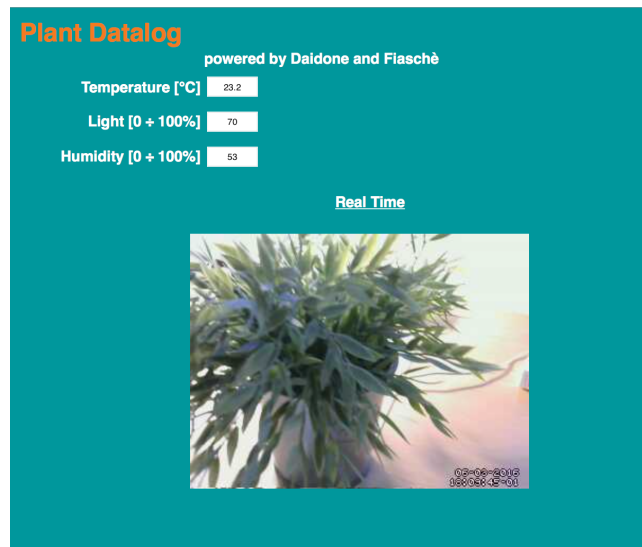 Plant Datalog
powered by Daidone and Fiaschè
Temperature [°C] 23.2
Light [0 ÷ 100%] 70
Humidity [0 ÷ 100%] 53
Real Time